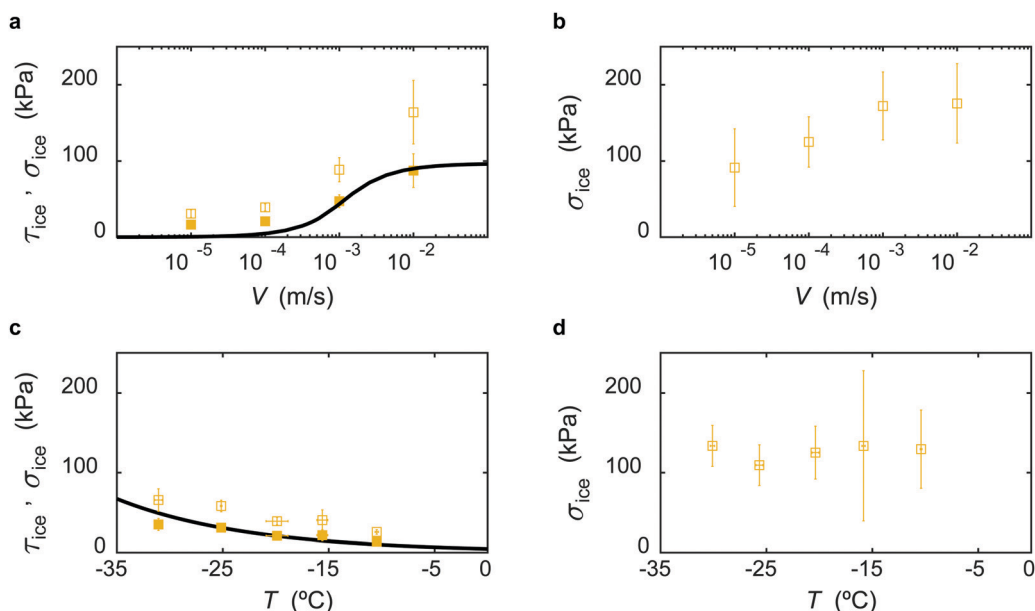 a
200
100
0
τice , σice (kPa)
10⁻⁵ 10⁻⁴ 10⁻³ 10⁻²
V (m/s)
b
200
100
0
σice (kPa)
10⁻⁵ 10⁻⁴ 10⁻³ 10⁻²
V (m/s)
c
200
100
0
τice , σice (kPa)
-35 -25 -15 -5 0
T (ºC)
d
200
100
0
σice (kPa)
-35 -25 -15 -5 0
T (ºC)